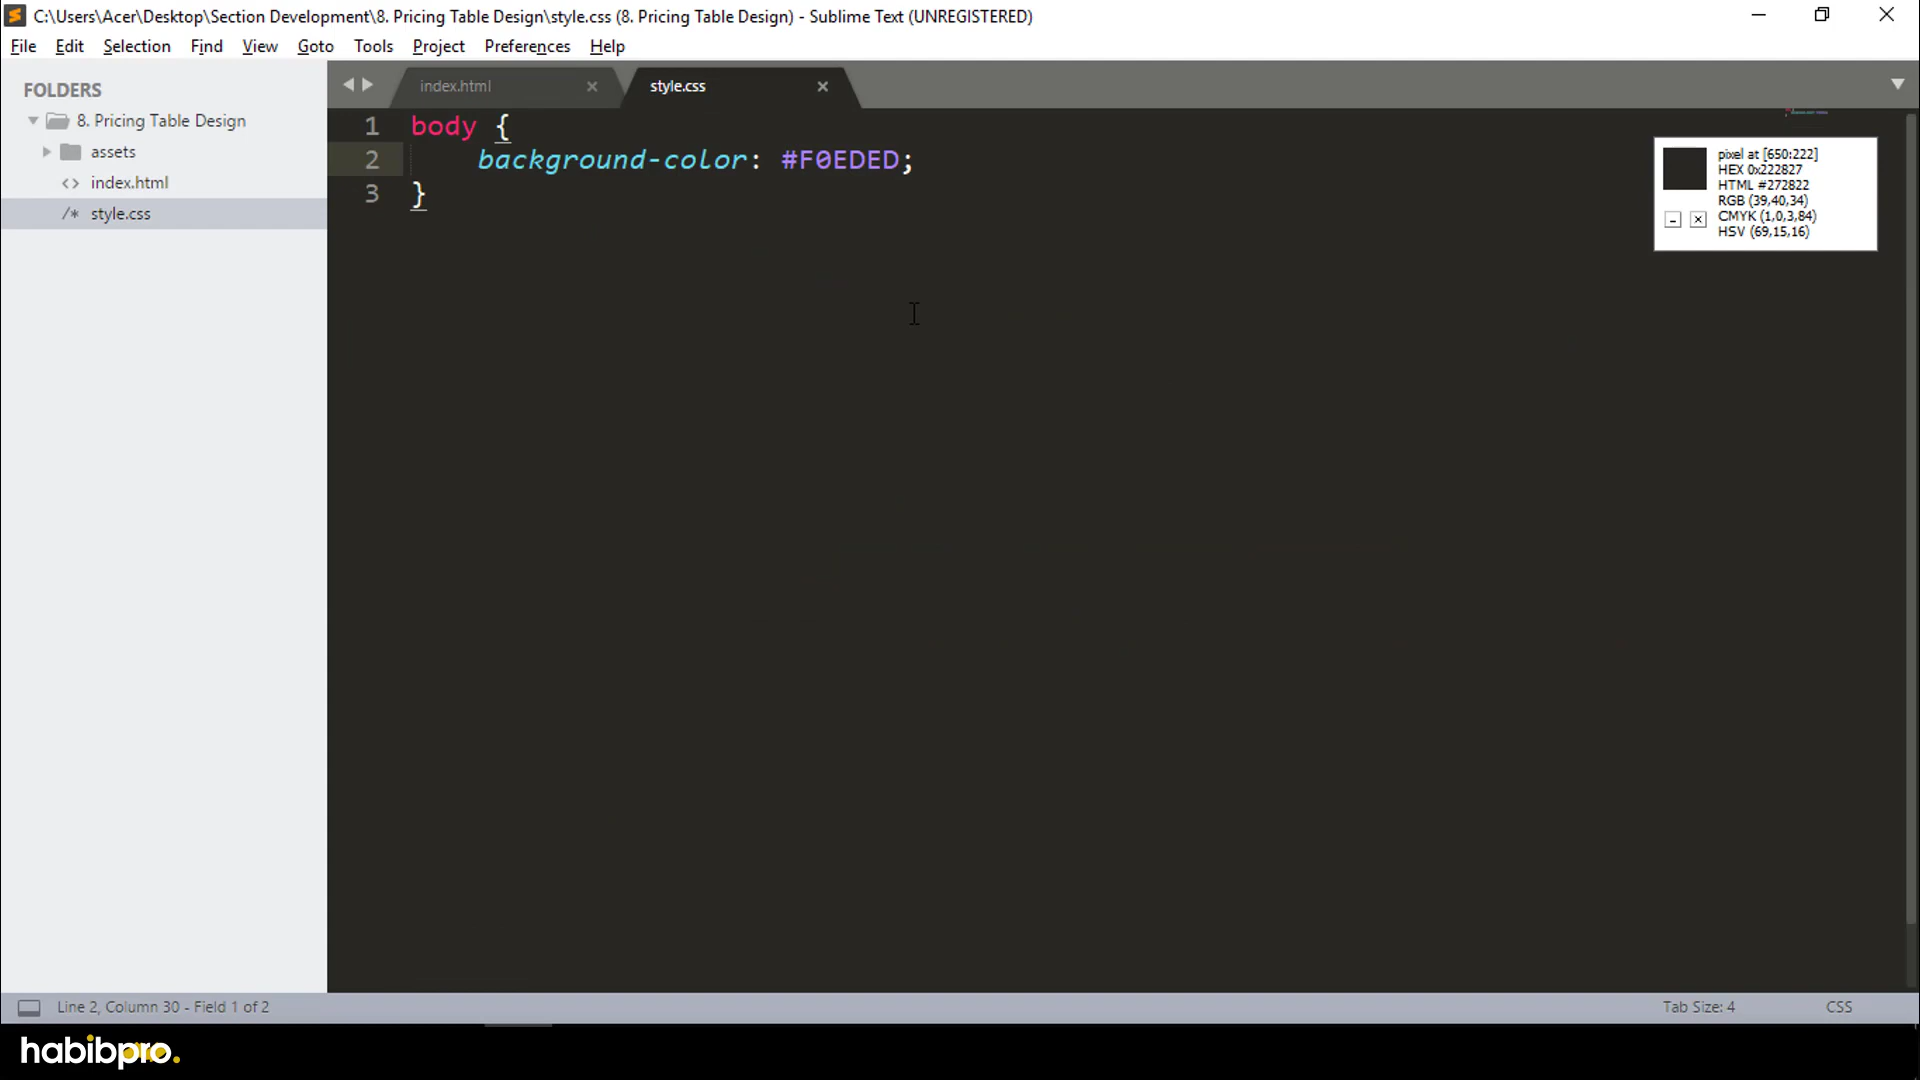 C:\Users\Acer\Desktop\Section Development\8. Pricing Table Design\style.css (8. Pricing Table Design) - Sublime Text (UNREGISTERED)
File Edit Selection Find View Goto Tools Project Preferences Help
FOLDERS
8. Pricing Table Design
assets
index.html
style.css
index.html style.css
1 body {
2 background-color: #F0EDED;
3 }
pixel at [650:222]
HEX 0x222827
HTML #272822
RGB (39,40,34)
CMYK (1,0,3,84)
HSV (69,15,16)
Line 2, Column 30 - Field 1 of 2
Tab Size: 4
CSS
habibpro.